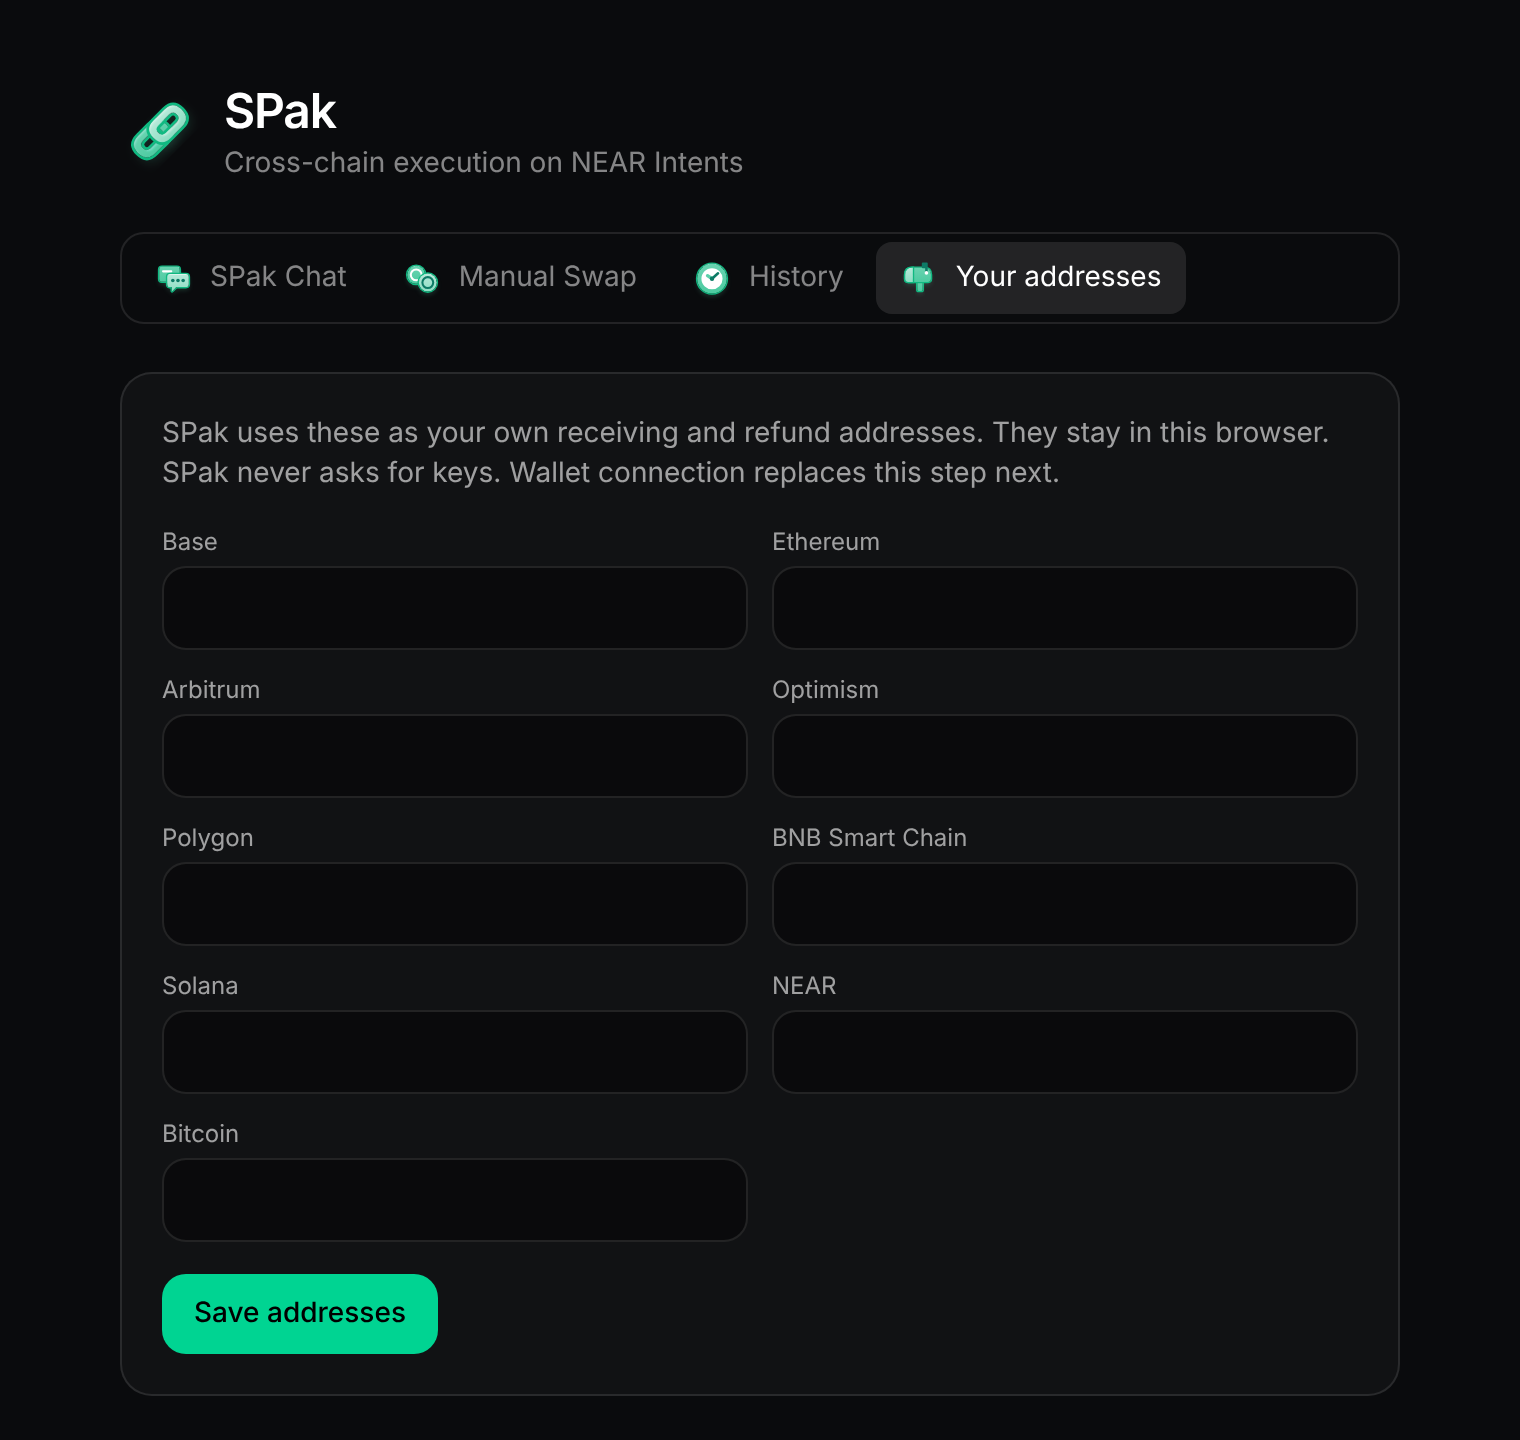 SPak
Cross-chain execution on NEAR Intents
SPak Chat
Manual Swap
History
Your addresses
SPak uses these as your own receiving and refund addresses. They stay in this browser.
SPak never asks for keys. Wallet connection replaces this step next.
Base
Ethereum
Arbitrum
Optimism
Polygon
BNB Smart Chain
Solana
NEAR
Bitcoin
Save addresses